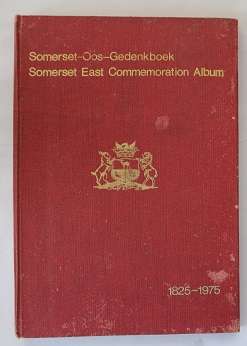 Somerset-Oos-Gedenkboek
Somerset East Commemoration Album
1825-1975